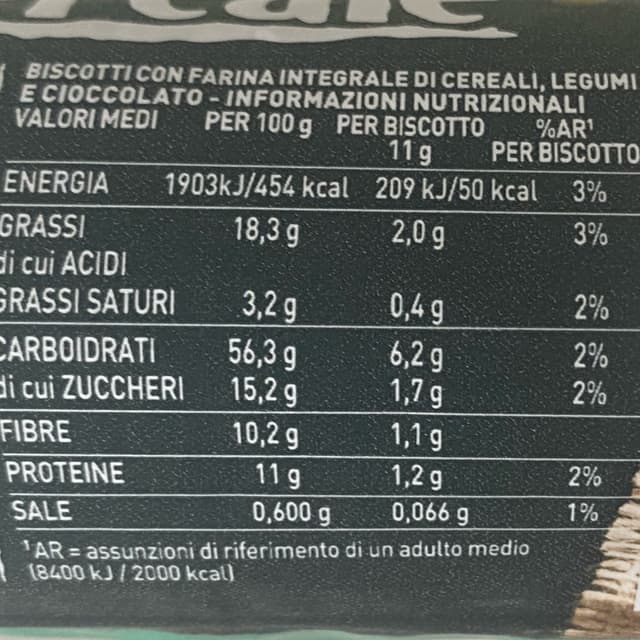 BISCOTTI CON FARINA INTEGRALE DI CEREALI, LEGUMI
E CIOCCOLATO - INFORMAZIONI NUTRIZIONALI
VALORI MEDI PER 100 g PER BISCOTTO %AR¹
11 g PER BISCOTTO
ENERGIA 1903kJ/454 kcal 209 kJ/50 kcal 3%
GRASSI 18,3 g 2,0 g 3%
di cui ACIDI
GRASSI SATURI 3,2 g 0,4 g 2%
CARBOIDRATI 56,3 g 6,2 g 2%
di cui ZUCCHERI 15,2 g 1,7 g 2%
FIBRE 10,2 g 1,1 g
PROTEINE 11 g 1,2 g 2%
SALE 0,600 g 0,066 g 1%
¹AR = assunzioni di riferimento di un adulto medio
(8400 kJ / 2000 kcal)